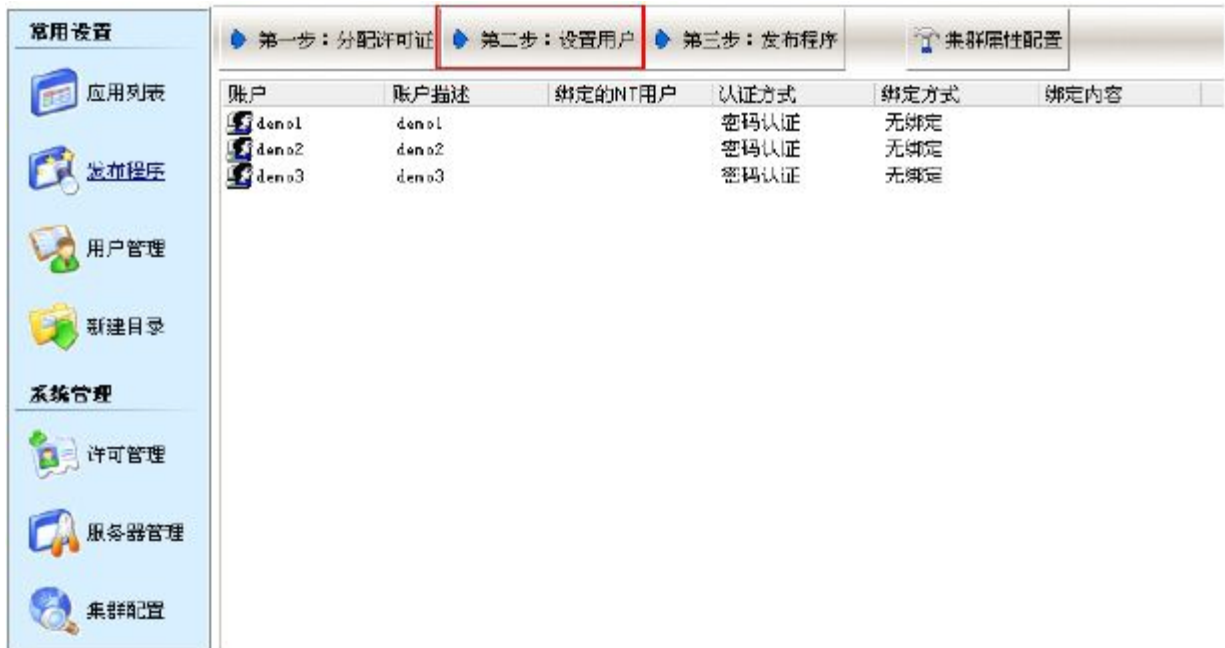 常用设置
应用列表
发布程序
用户管理
新建目录
系统管理
许可管理
服务器管理
集群配置
第一步：分配许可证 第二步：设置用户 第三步：发布程序 集群属性配置
账户 账户描述 绑定的NT用户 认证方式 绑定方式 绑定内容
demo1 demo1 密码认证 无绑定
demo2 demo2 密码认证 无绑定
demo3 demo3 密码认证 无绑定